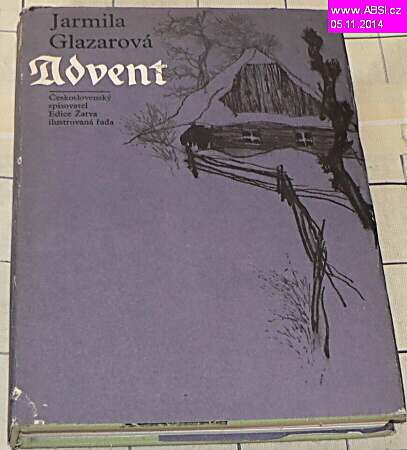 www.ABSI.cz
05.11.2014
Jarmila
Glazarová
Advent
Československý
spisovatel
Edice Žatva
ilustrovaná řada